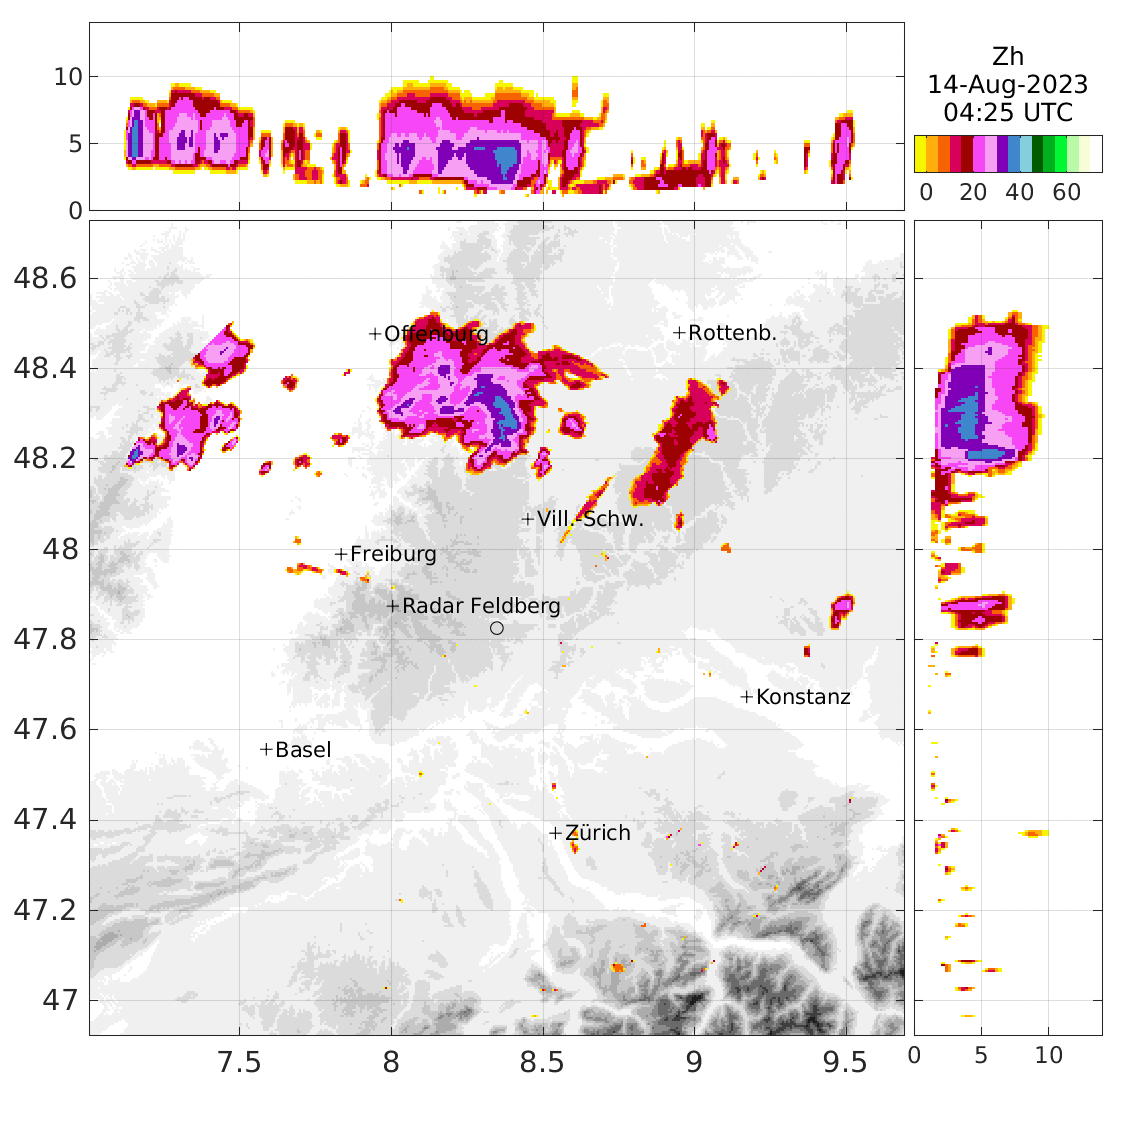 Zh
14-Aug-2023
04:25 UTC
0 20 40 60
10
5
0
48.6
48.4
48.2
48
47.8
47.6
47.4
47.2
47
Offenburg
Rottenb.
Vill.-Schw.
Freiburg
Radar Feldberg
Konstanz
Basel
Zürich
7.5 8 8.5 9 9.5
0 5 10